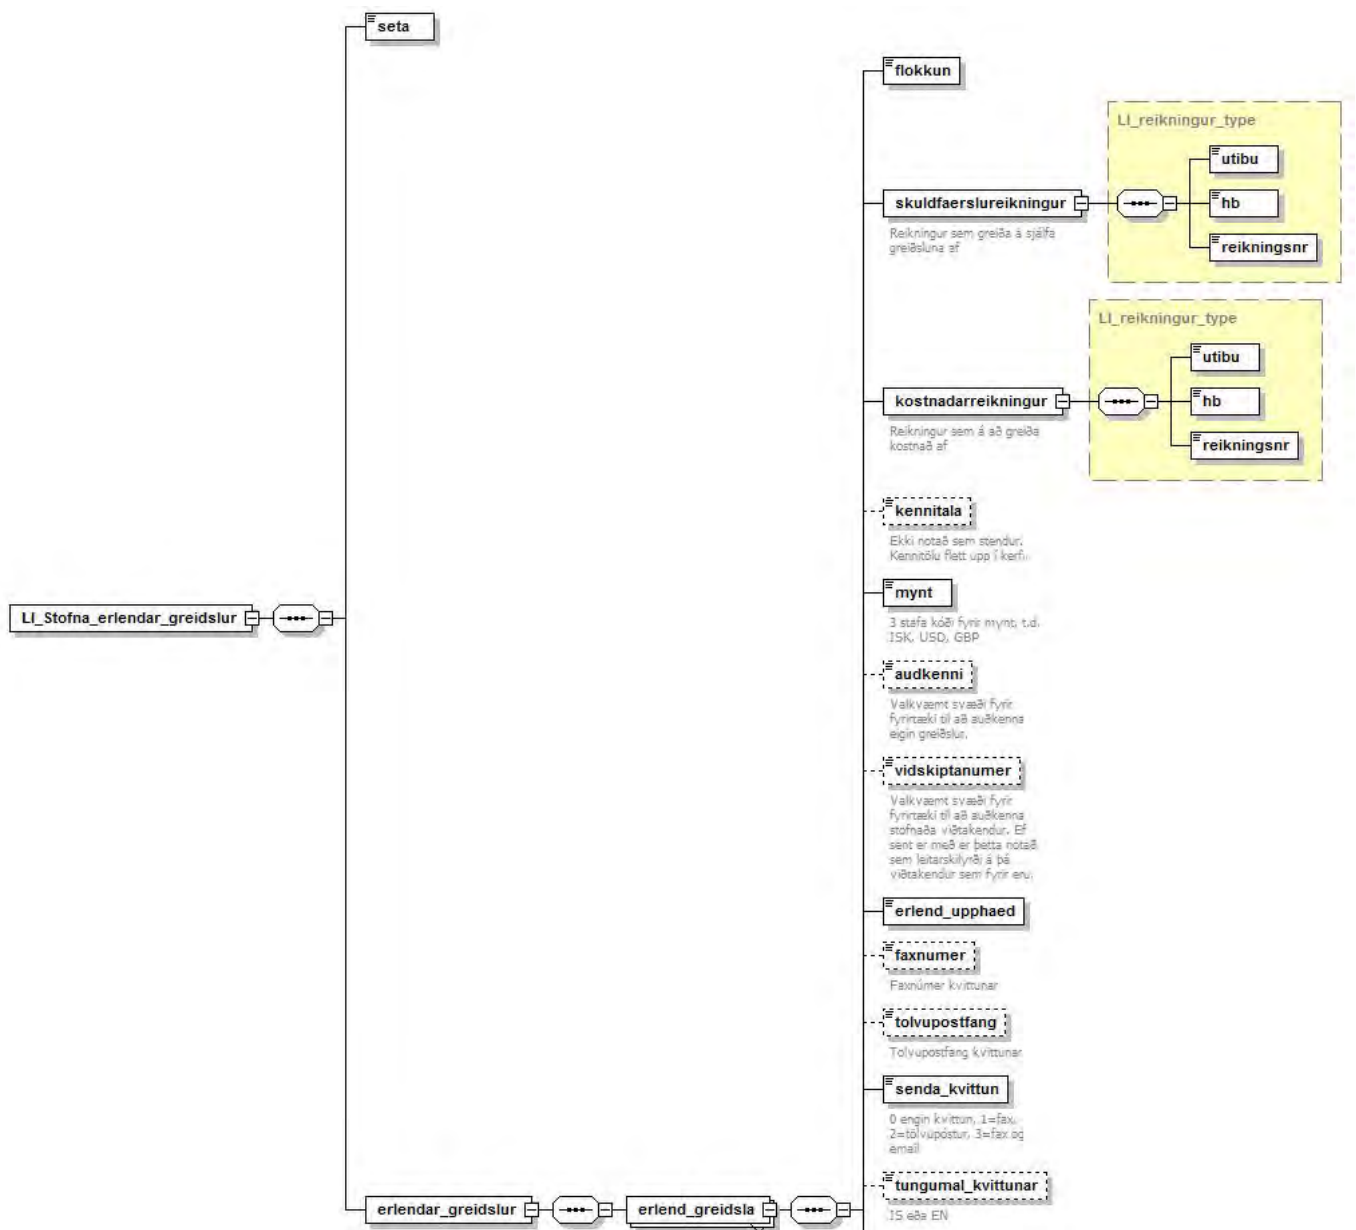 seta
flokkun
LI_reikningur_type
utibu
skuldfaerslureikningur
hb
reikningsnr
Reikningur sem greiða á sjálfa
greiðsluna af
LI_reikningur_type
utibu
kostnadarreikningur
hb
reikningsnr
Reikningur sem á að greiða
kostnað af
kennitala
Ekki notað sem stendur.
Kennitölu flett upp í kerfi.
LI_Stofna_erlendar_greidslur
mynt
3 stafa kóði fyrir mynt, t.d.
ISK, USD, GBP
audkenni
Valkvæmt svæði fyrir
fyrirtæki til að auðkenna
eigin greiðslur.
vidskiptanumer
Valkvæmt svæði fyrir
fyrirtæki til að auðkenna
stofnaða viðtakendur. Ef
sent er með er þetta notað
sem leitarskilyrði á þá
viðtakendur sem fyrir eru.
erlend_upphaed
faxnumer
Faxnúmer kvittunar
tolvupostfang
Tolvupostfang kvittunar
senda_kvittun
0 engin kvittun, 1=fax,
2=tölvupóstur, 3=fax og
email
tungumal_kvittunar
IS eða EN
erlendar_greidslur
erlend_greidsla